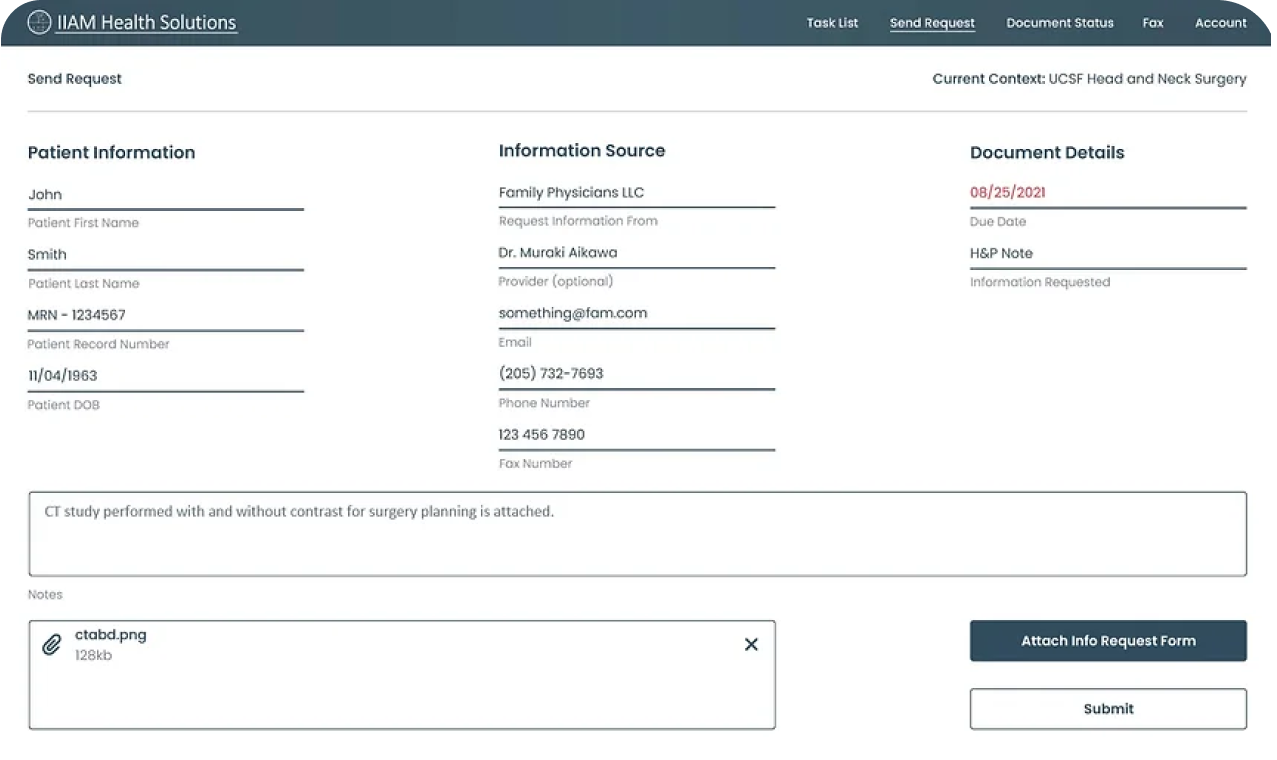 IIAM Health Solutions
Task List
Send Request
Document Status
Fax
Account
Send Request
Current Context: UCSF Head and Neck Surgery
Patient Information
John
Patient First Name
Smith
Patient Last Name
MRN - 1234567
Patient Record Number
11/04/1963
Patient DOB
Information Source
Family Physicians LLC
Request Information From
Dr. Muraki Aikawa
Provider (optional)
something@fam.com
Email
(205) 732-7693
Phone Number
123 456 7890
Fax Number
Document Details
08/25/2021
Due Date
H&P Note
Information Requested
CT study performed with and without contrast for surgery planning is attached.
Notes
ctabd.png
128kb
Attach Info Request Form
Submit